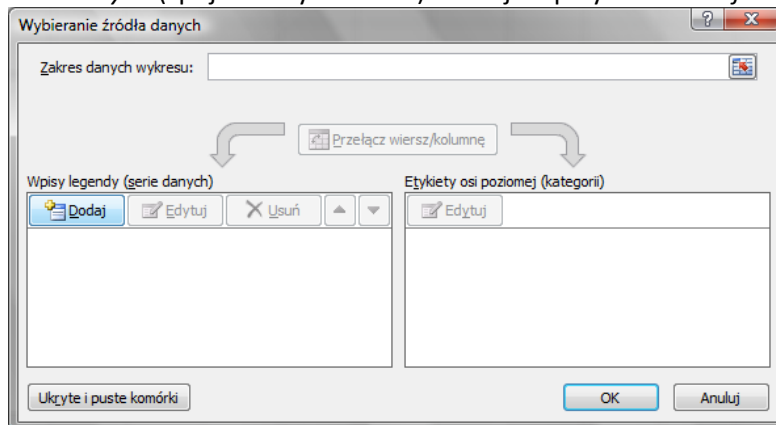 Wybieranie źródła danych
Zakres danych wykresu:
Przełącz wiersz/kolumnę
Wpisy legendy (serie danych)
Etykiety osi poziomej (kategorii)
Dodaj Edytuj Usuń
Edytuj
Ukryte i puste komórki
OK Anuluj